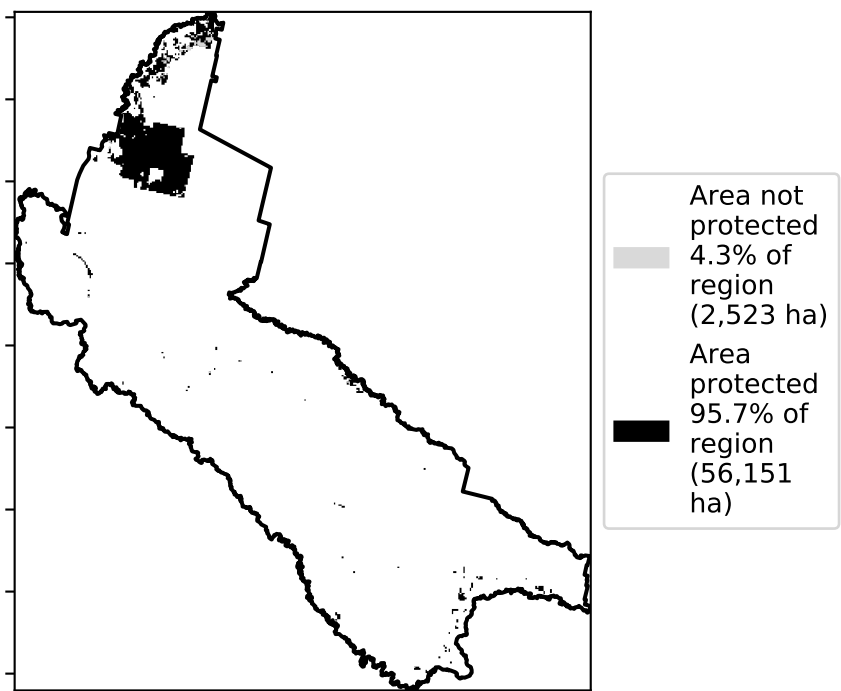 Area not
protected
4.3% of
region
(2,523 ha)
Area
protected
95.7% of
region
(56,151
ha)